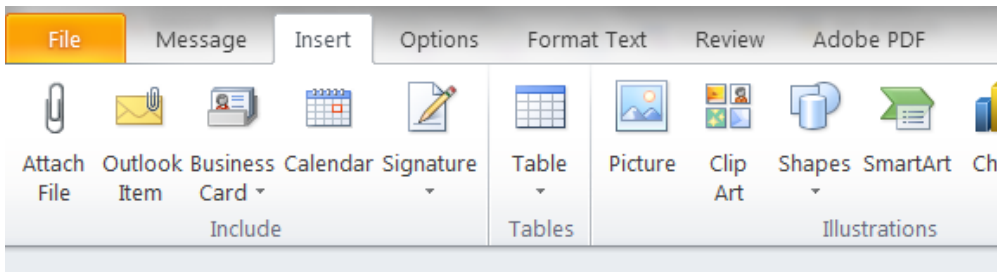 File Message Insert Options Format Text Review Adobe PDF
Attach Outlook Business Calendar Signature Table Picture Clip Shapes SmartArt Ch
File Item Card Art
Include Tables Illustrations